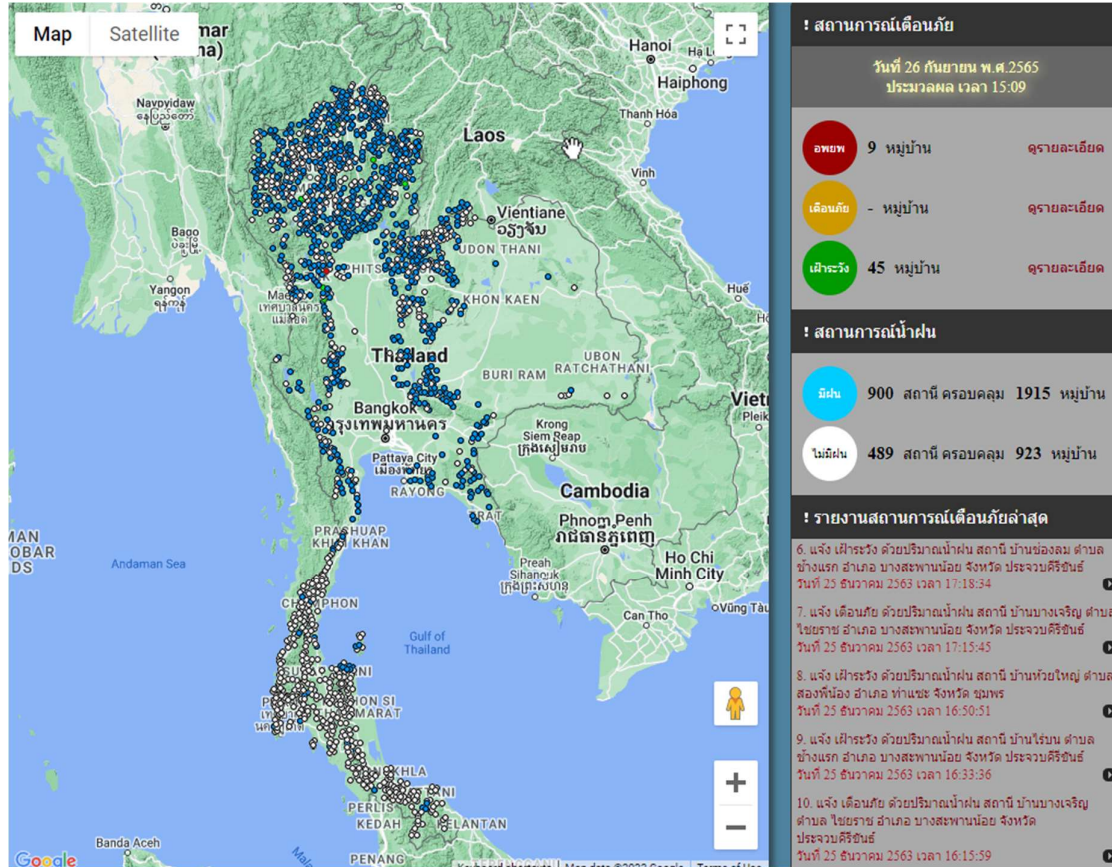 Map
Satellite
Hanoi
Haiphong
Thanh Hóa
Navpyidaw
နေပြည်တော်
Laos
Vinh
Vientiane
ວຽງຈັນ
UDON THANI
Bago
Yangon
ရန်ကုန်
KHON KAEN
Huế
Thailand
UBON
RATCHATHANI
BURI RAM
Bangkok
กรุงเทพมหานคร
Pattaya City
RAYONG
Krong
Siem Reap
ក្រុងសៀមរាប
Cambodia
Phnom Penh
រាជធានីភ្នំពេញ
Preah
Sihanouk
ក្រុងព្រះសីហនុ
Ho Chi
Minh City
Can Tho
Vũng Tàu
Andaman Sea
Gulf of
Thailand
PERLIS
KEDAH
PENANG
Banda Aceh
Google
! สถานการณ์เตือนภัย
วันที่ 26 กันยายน พ.ศ.2565
ประมวลผล เวลา 15:09
อพยพ 9 หมู่บ้าน ดูรายละเอียด
เตือนภัย - หมู่บ้าน ดูรายละเอียด
เฝ้าระวัง 45 หมู่บ้าน ดูรายละเอียด
! สถานการณ์น้ำฝน
มีฝน 900 สถานี ครอบคลุม 1915 หมู่บ้าน
ไม่มีฝน 489 สถานี ครอบคลุม 923 หมู่บ้าน
! รายงานสถานการณ์เตือนภัยล่าสุด
6. แจ้ง เฝ้าระวัง ด้วยปริมาณน้ำฝน สถานี บ้านช่องลม ตำบล
ช้างแรก อำเภอ บางสะพานน้อย จังหวัด ประจวบคีรีขันธ์
วันที่ 25 ธันวาคม 2563 เวลา 17:18:34
7. แจ้ง เตือนภัย ด้วยปริมาณน้ำฝน สถานี บ้านบางเจริญ ตำบล
ไชยราช อำเภอ บางสะพานน้อย จังหวัด ประจวบคีรีขันธ์
วันที่ 25 ธันวาคม 2563 เวลา 17:15:45
8. แจ้ง เฝ้าระวัง ด้วยปริมาณน้ำฝน สถานี บ้านห้วยใหญ่ ตำบล
สองพี่น้อง อำเภอ ท่าแซะ จังหวัด ชุมพร
วันที่ 25 ธันวาคม 2563 เวลา 16:50:51
9. แจ้ง เฝ้าระวัง ด้วยปริมาณน้ำฝน สถานี บ้านไร่บน ตำบล
ช้างแรก อำเภอ บางสะพานน้อย จังหวัด ประจวบคีรีขันธ์
วันที่ 25 ธันวาคม 2563 เวลา 16:33:36
10. แจ้ง เตือนภัย ด้วยปริมาณน้ำฝน สถานี บ้านบางเจริญ
ตำบล ไชยราช อำเภอ บางสะพานน้อย จังหวัด
ประจวบคีรีขันธ์
วันที่ 25 ธันวาคม 2563 เวลา 16:15:59